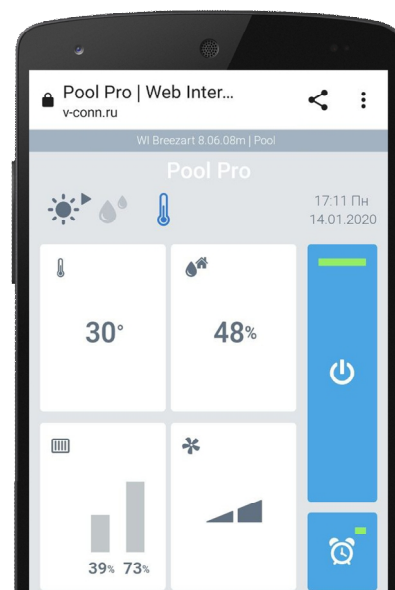 Pool Pro | Web Inter...
v-conn.ru
WI Breezart 8.06.08m | Pool
Pool Pro
17:11 Пн
14.01.2020
30°
48%
39% 73%